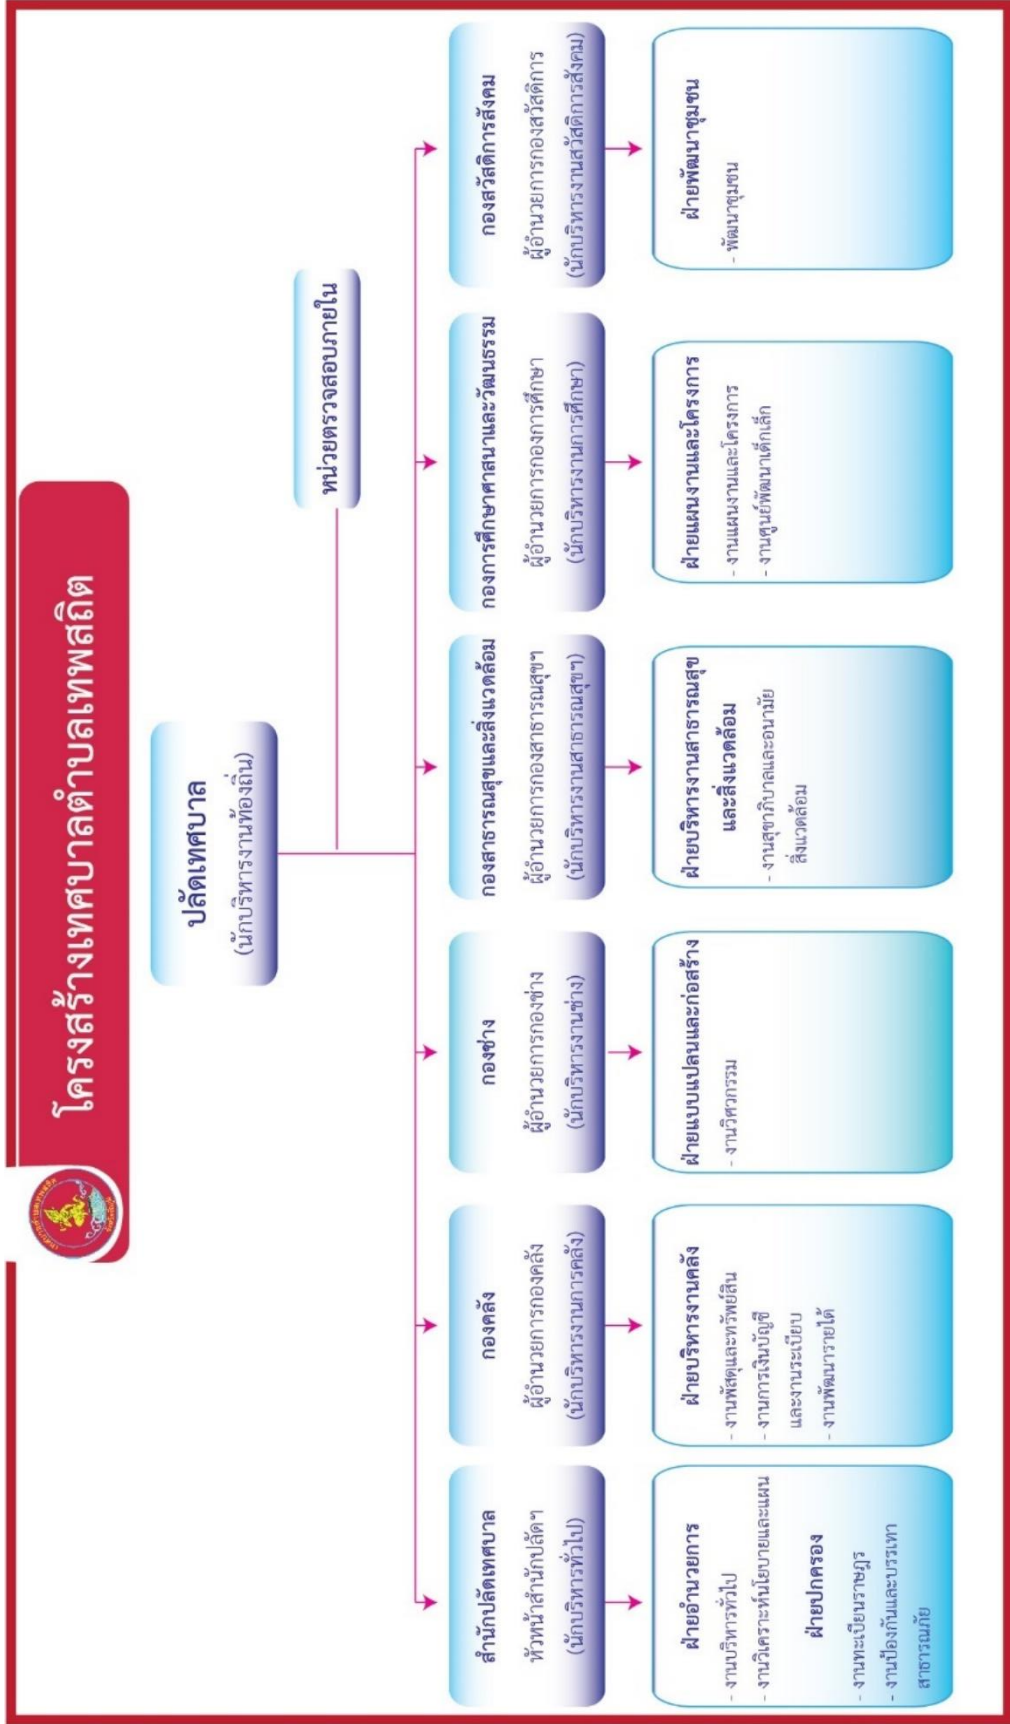 โครงสร้างเทศบาลตำบลเทพสถิต
ปลัดเทศบาล
(นักบริหารงานท้องถิ่น)
หน่วยตรวจสอบภายใน
สำนักปลัดเทศบาล
หัวหน้าสำนักปลัดฯ
(นักบริหารทั่วไป)
กองคลัง
ผู้อำนวยการกองคลัง
(นักบริหารงานการคลัง)
กองช่าง
ผู้อำนวยการกองช่าง
(นักบริหารงานช่าง)
กองสาธารณสุขและสิ่งแวดล้อม
ผู้อำนวยการกองสาธารณสุขฯ
(นักบริหารงานสาธารณสุขฯ)
กองการศึกษาศาสนาและวัฒนธรรม
ผู้อำนวยการกองการศึกษา
(นักบริหารงานการศึกษา)
กองสวัสดิการสังคม
ผู้อำนวยการกองสวัสดิการ
(นักบริหารงานสวัสดิการสังคม)
ฝ่ายอำนวยการ
- งานบริหารทั่วไป
- งานวิเคราะห์นโยบายและแผน
ฝ่ายปกครอง
- งานทะเบียนราษฎร
- งานป้องกันและบรรเทา
สาธารณภัย
ฝ่ายบริหารงานคลัง
- งานพัสดุและทรัพย์สิน
- งานการเงินบัญชี
และงานระเบียบ
- งานพัฒนารายได้
ฝ่ายแบบแปลนและก่อสร้าง
- งานวิศวกรรม
ฝ่ายบริหารงานสาธารณสุข
และสิ่งแวดล้อม
- งานสุขาภิบาลและอนามัย
สิ่งแวดล้อม
ฝ่ายแผนงานและโครงการ
- งานแผนงานและโครงการ
- งานศูนย์พัฒนาเด็กเล็ก
ฝ่ายพัฒนาชุมชน
- พัฒนาชุมชน